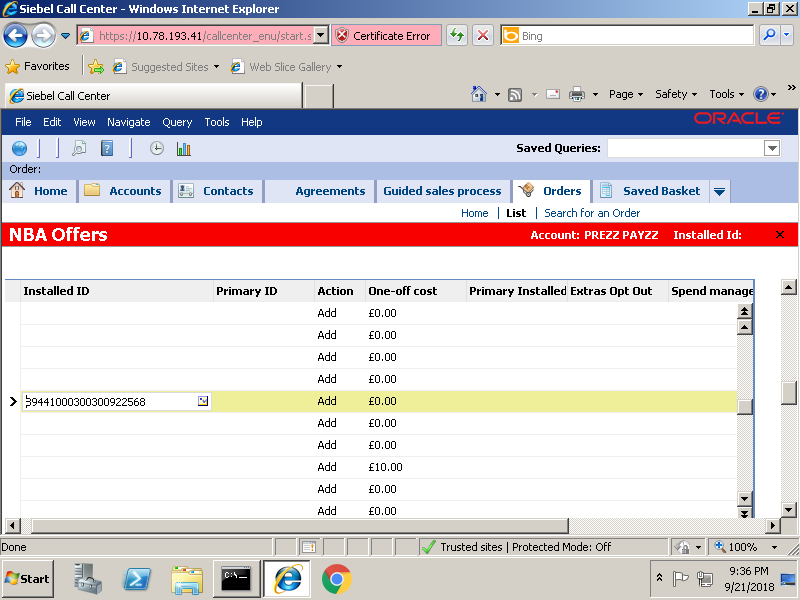 Siebel Call Center - Windows Internet Explorer
https://10.78.193.41/callcenter_enu/start.s
Certificate Error
Bing
Favorites
Suggested Sites
Web Slice Gallery
Siebel Call Center
Page
Safety
Tools
File Edit View Navigate Query Tools Help
ORACLE
Saved Queries:
Order:
Home
Accounts
Contacts
Agreements
Guided sales process
Orders
Saved Basket
Home | List | Search for an Order
NBA Offers
Account: PREZZ PAYZZ Installed Id:
Installed ID Primary ID Action One-off cost Primary Installed Extras Opt Out Spend manage
Add £0.00
Add £0.00
Add £0.00
Add £0.00
39441000300300922568 Add £0.00
Add £0.00
Add £0.00
Add £10.00
Add £0.00
Add £0.00
Done
Trusted sites | Protected Mode: Off
100%
Start
C:\.
9:36 PM
9/21/2018